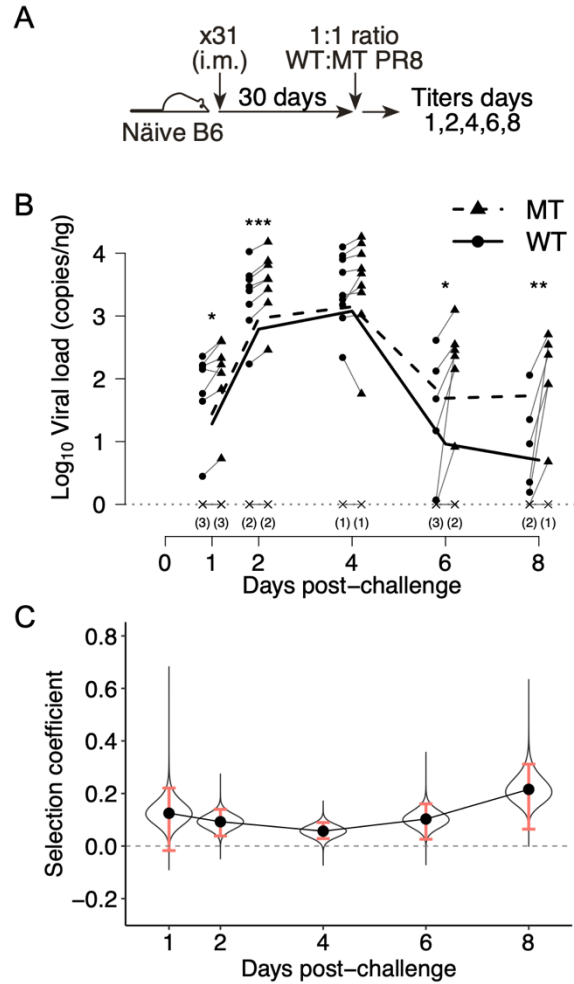 A
x31
(i.m.)
1:1 ratio
WT:MT PR8
30 days
Titers days
1,2,4,6,8
Näive B6
B
MT
WT
Log10 Viral load (copies/ng)
4
3
2
1
0
*
***
*
**
(3) (3)
(2) (2)
(1) (1)
(3) (2)
(2) (1)
0 1 2 4 6 8
Days post−challenge
C
Selection coefficient
0.8
0.6
0.4
0.2
0.0
−0.2
1 2 4 6 8
Days post−challenge